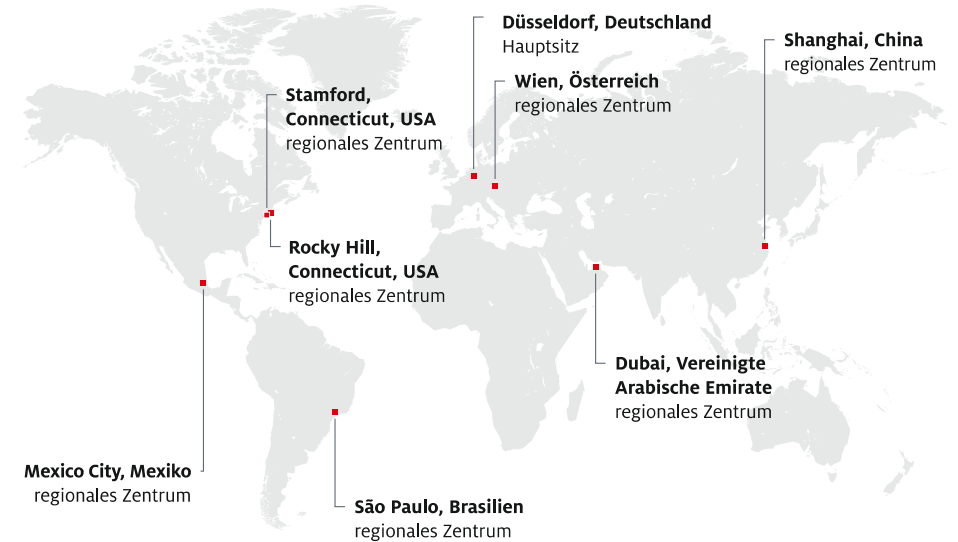 Düsseldorf, Deutschland
Hauptsitz
Shanghai, China
regionales Zentrum
Wien, Österreich
regionales Zentrum
Stamford,
Connecticut, USA
regionales Zentrum
Rocky Hill,
Connecticut, USA
regionales Zentrum
Dubai, Vereinigte
Arabische Emirate
regionales Zentrum
Mexico City, Mexiko
regionales Zentrum
São Paulo, Brasilien
regionales Zentrum